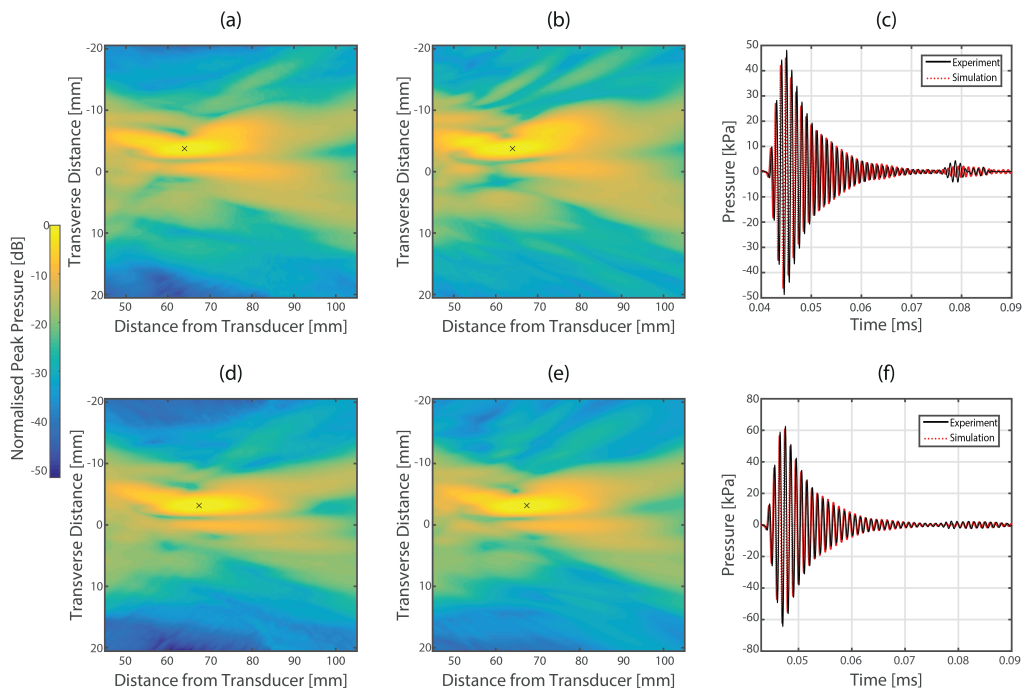 (a)
(b)
(c)
-20
-10
0
10
20
Transverse Distance [mm]
50 60 70 80 90 100
Distance from Transducer [mm]
-20
-10
0
10
20
Transverse Distance [mm]
50 60 70 80 90 100
Distance from Transducer [mm]
50
40
30
20
10
0
-10
-20
-30
-40
-50
Pressure [kPa]
Experiment
Simulation
0.04 0.05 0.06 0.07 0.08 0.09
Time [ms]
0
-10
-20
-30
-40
-50
Normalised Peak Pressure [dB]
(d)
(e)
(f)
-20
-10
0
10
20
Transverse Distance [mm]
50 60 70 80 90 100
Distance from Transducer [mm]
-20
-10
0
10
20
Transverse Distance [mm]
50 60 70 80 90 100
Distance from Transducer [mm]
80
60
40
20
0
-20
-40
-60
-80
Pressure [kPa]
Experiment
Simulation
0.05 0.06 0.07 0.08 0.09
Time [ms]